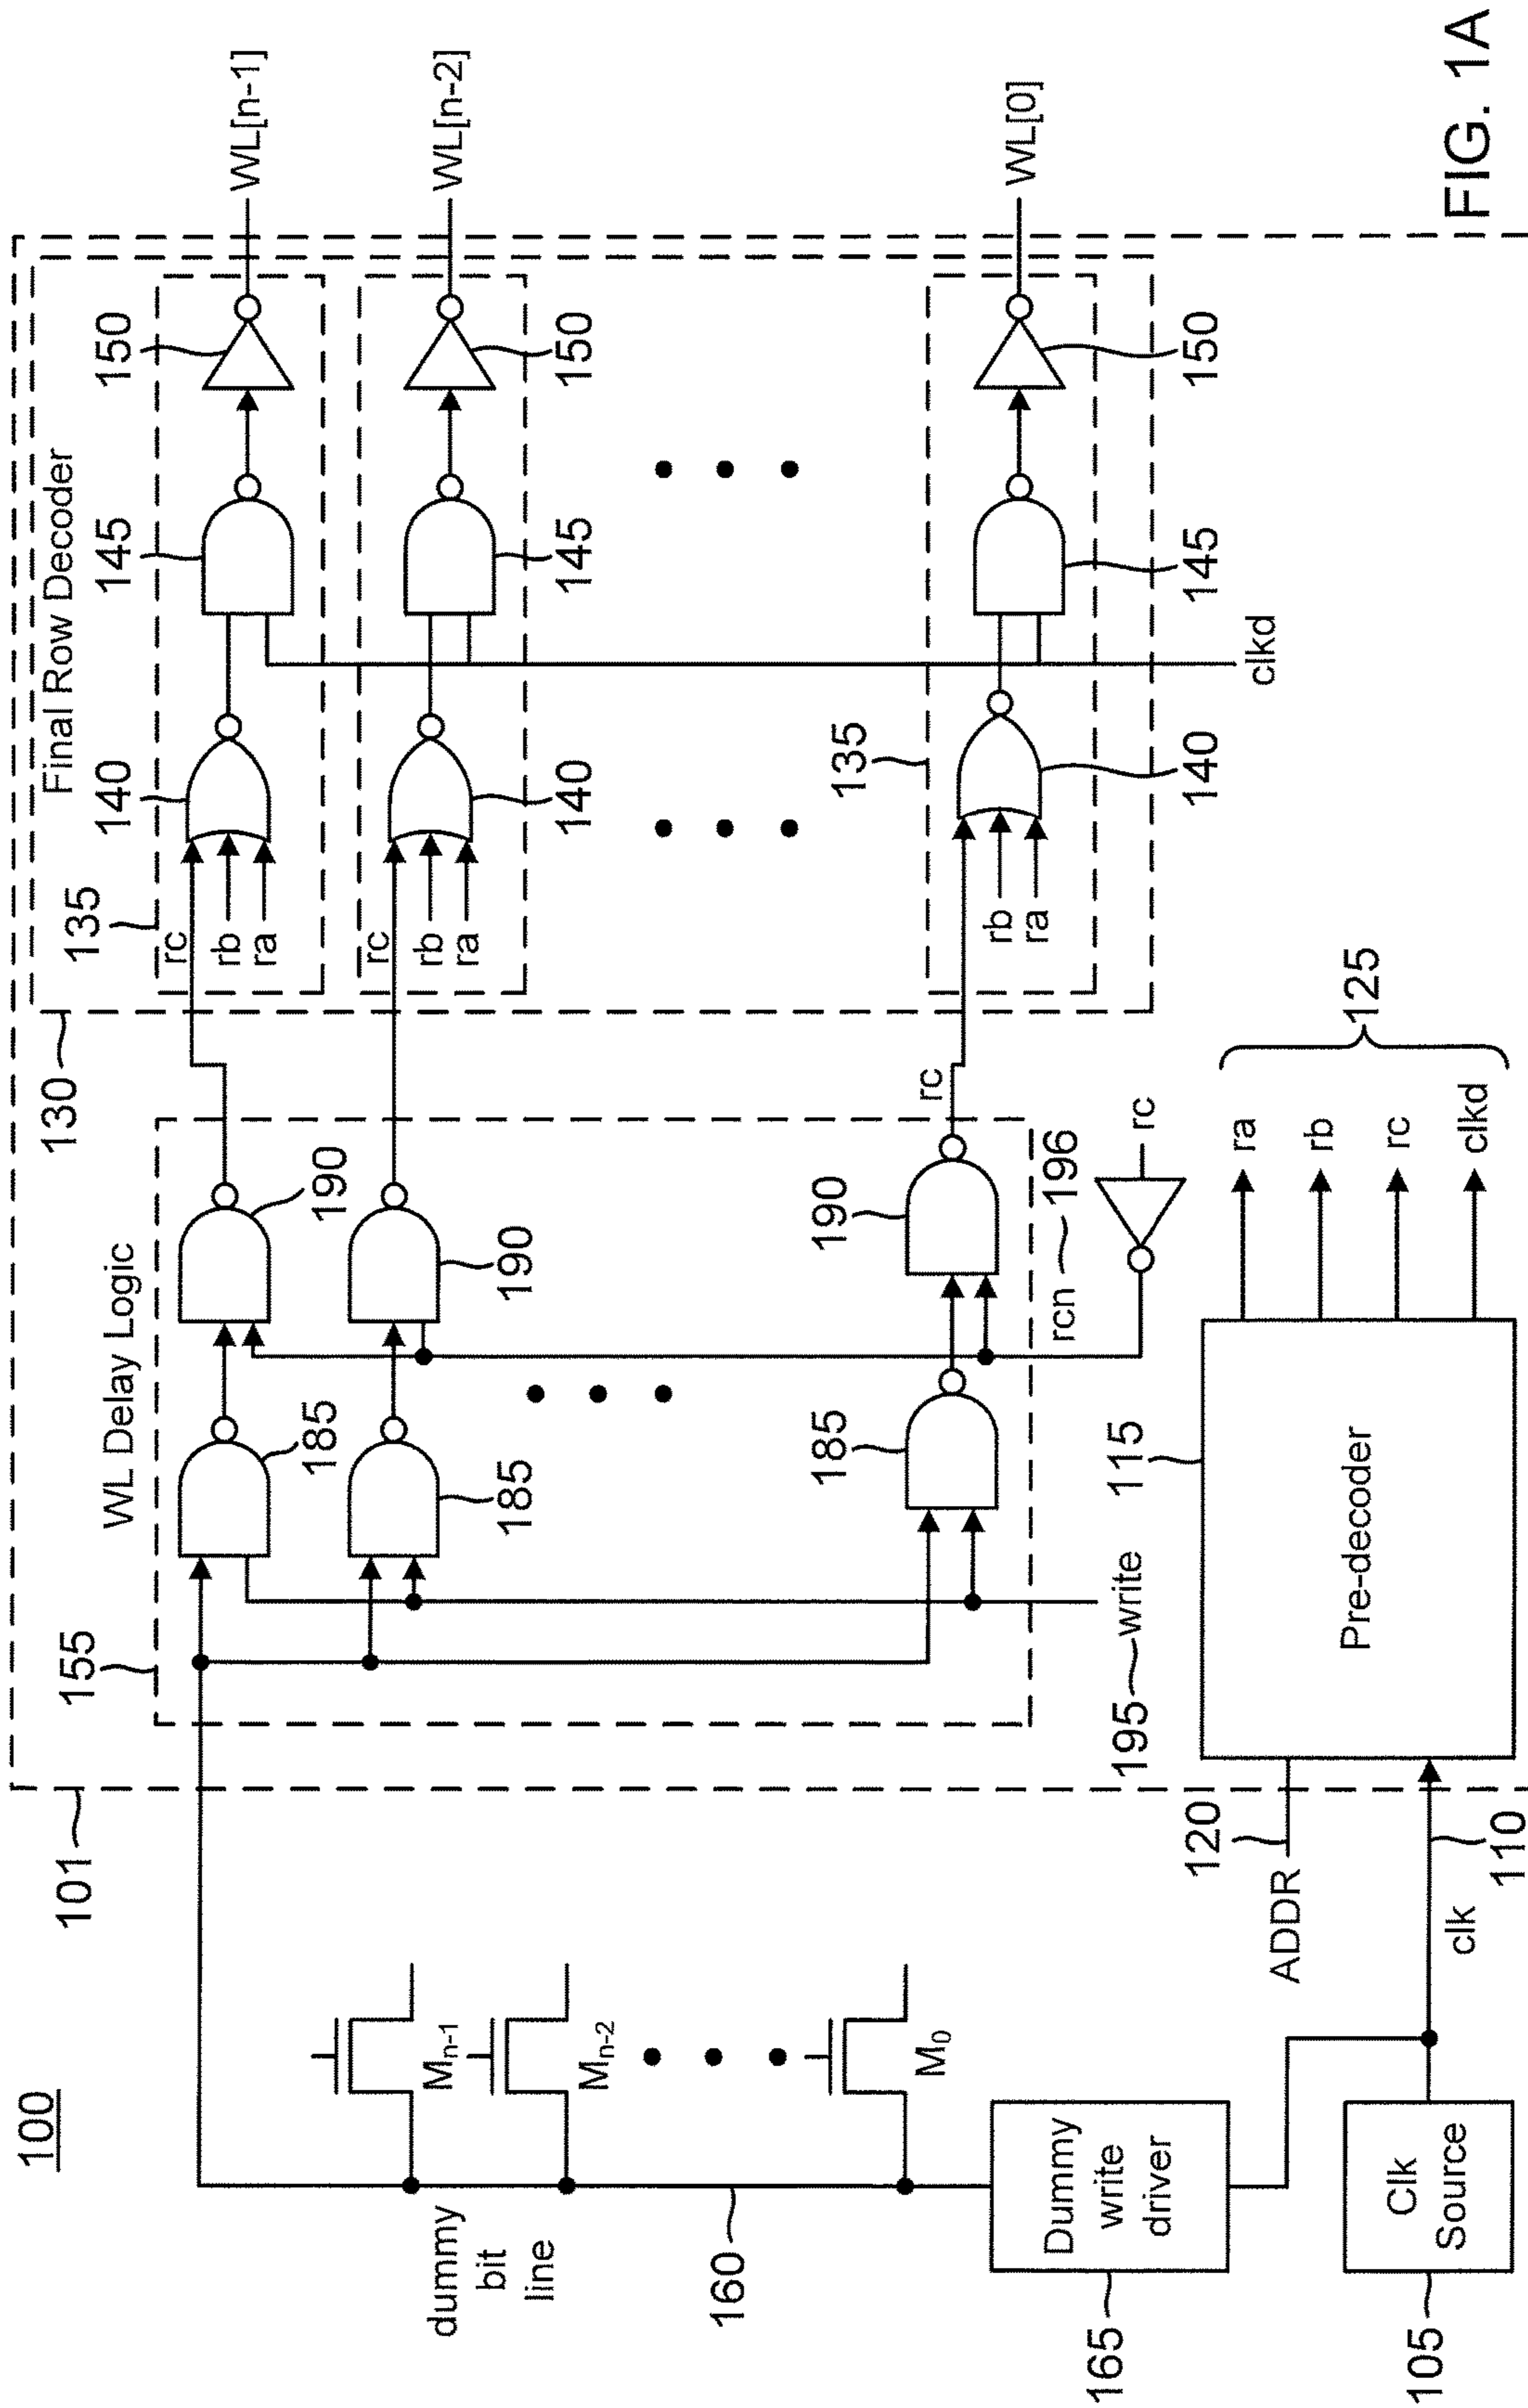 100
101
130
Final Row Decoder
WL Delay Logic
155
135
140
145
150
WL[n-1]
rc
rb
ra
185
190
140
145
150
WL[n-2]
rc
rb
ra
185
190
135
140
145
150
WL[0]
rc
rb
ra
185
190
clkd
195
write
rcn
196
rc
dummy
bit
line
160
Mn-1
Mn-2
M0
Dummy
write
driver
165
Clk
Source
105
clk
110
ADDR
120
Pre-decoder
115
ra
rb
rc
clkd
125
FIG. 1A